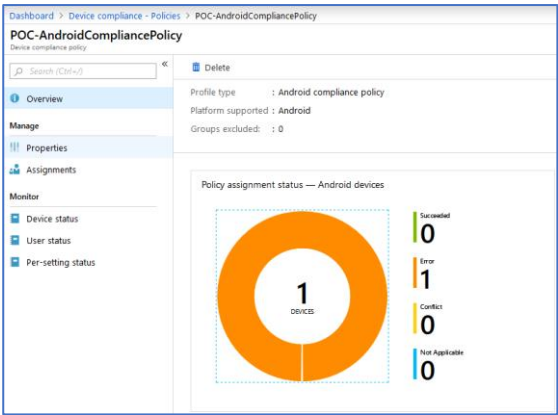 Dashboard > Device compliance - Policies > POC-AndroidCompliancePolicy
POC-AndroidCompliancePolicy
Device compliance policy
Search (Ctrl+/)
«
Overview
Manage
Properties
Assignments
Monitor
Device status
User status
Per-setting status
Delete
Profile type : Android compliance policy
Platform supported : Android
Groups excluded: : 0
Policy assignment status — Android devices
1
DEVICES
Succeeded
0
Error
1
Conflict
0
Not Applicable
0